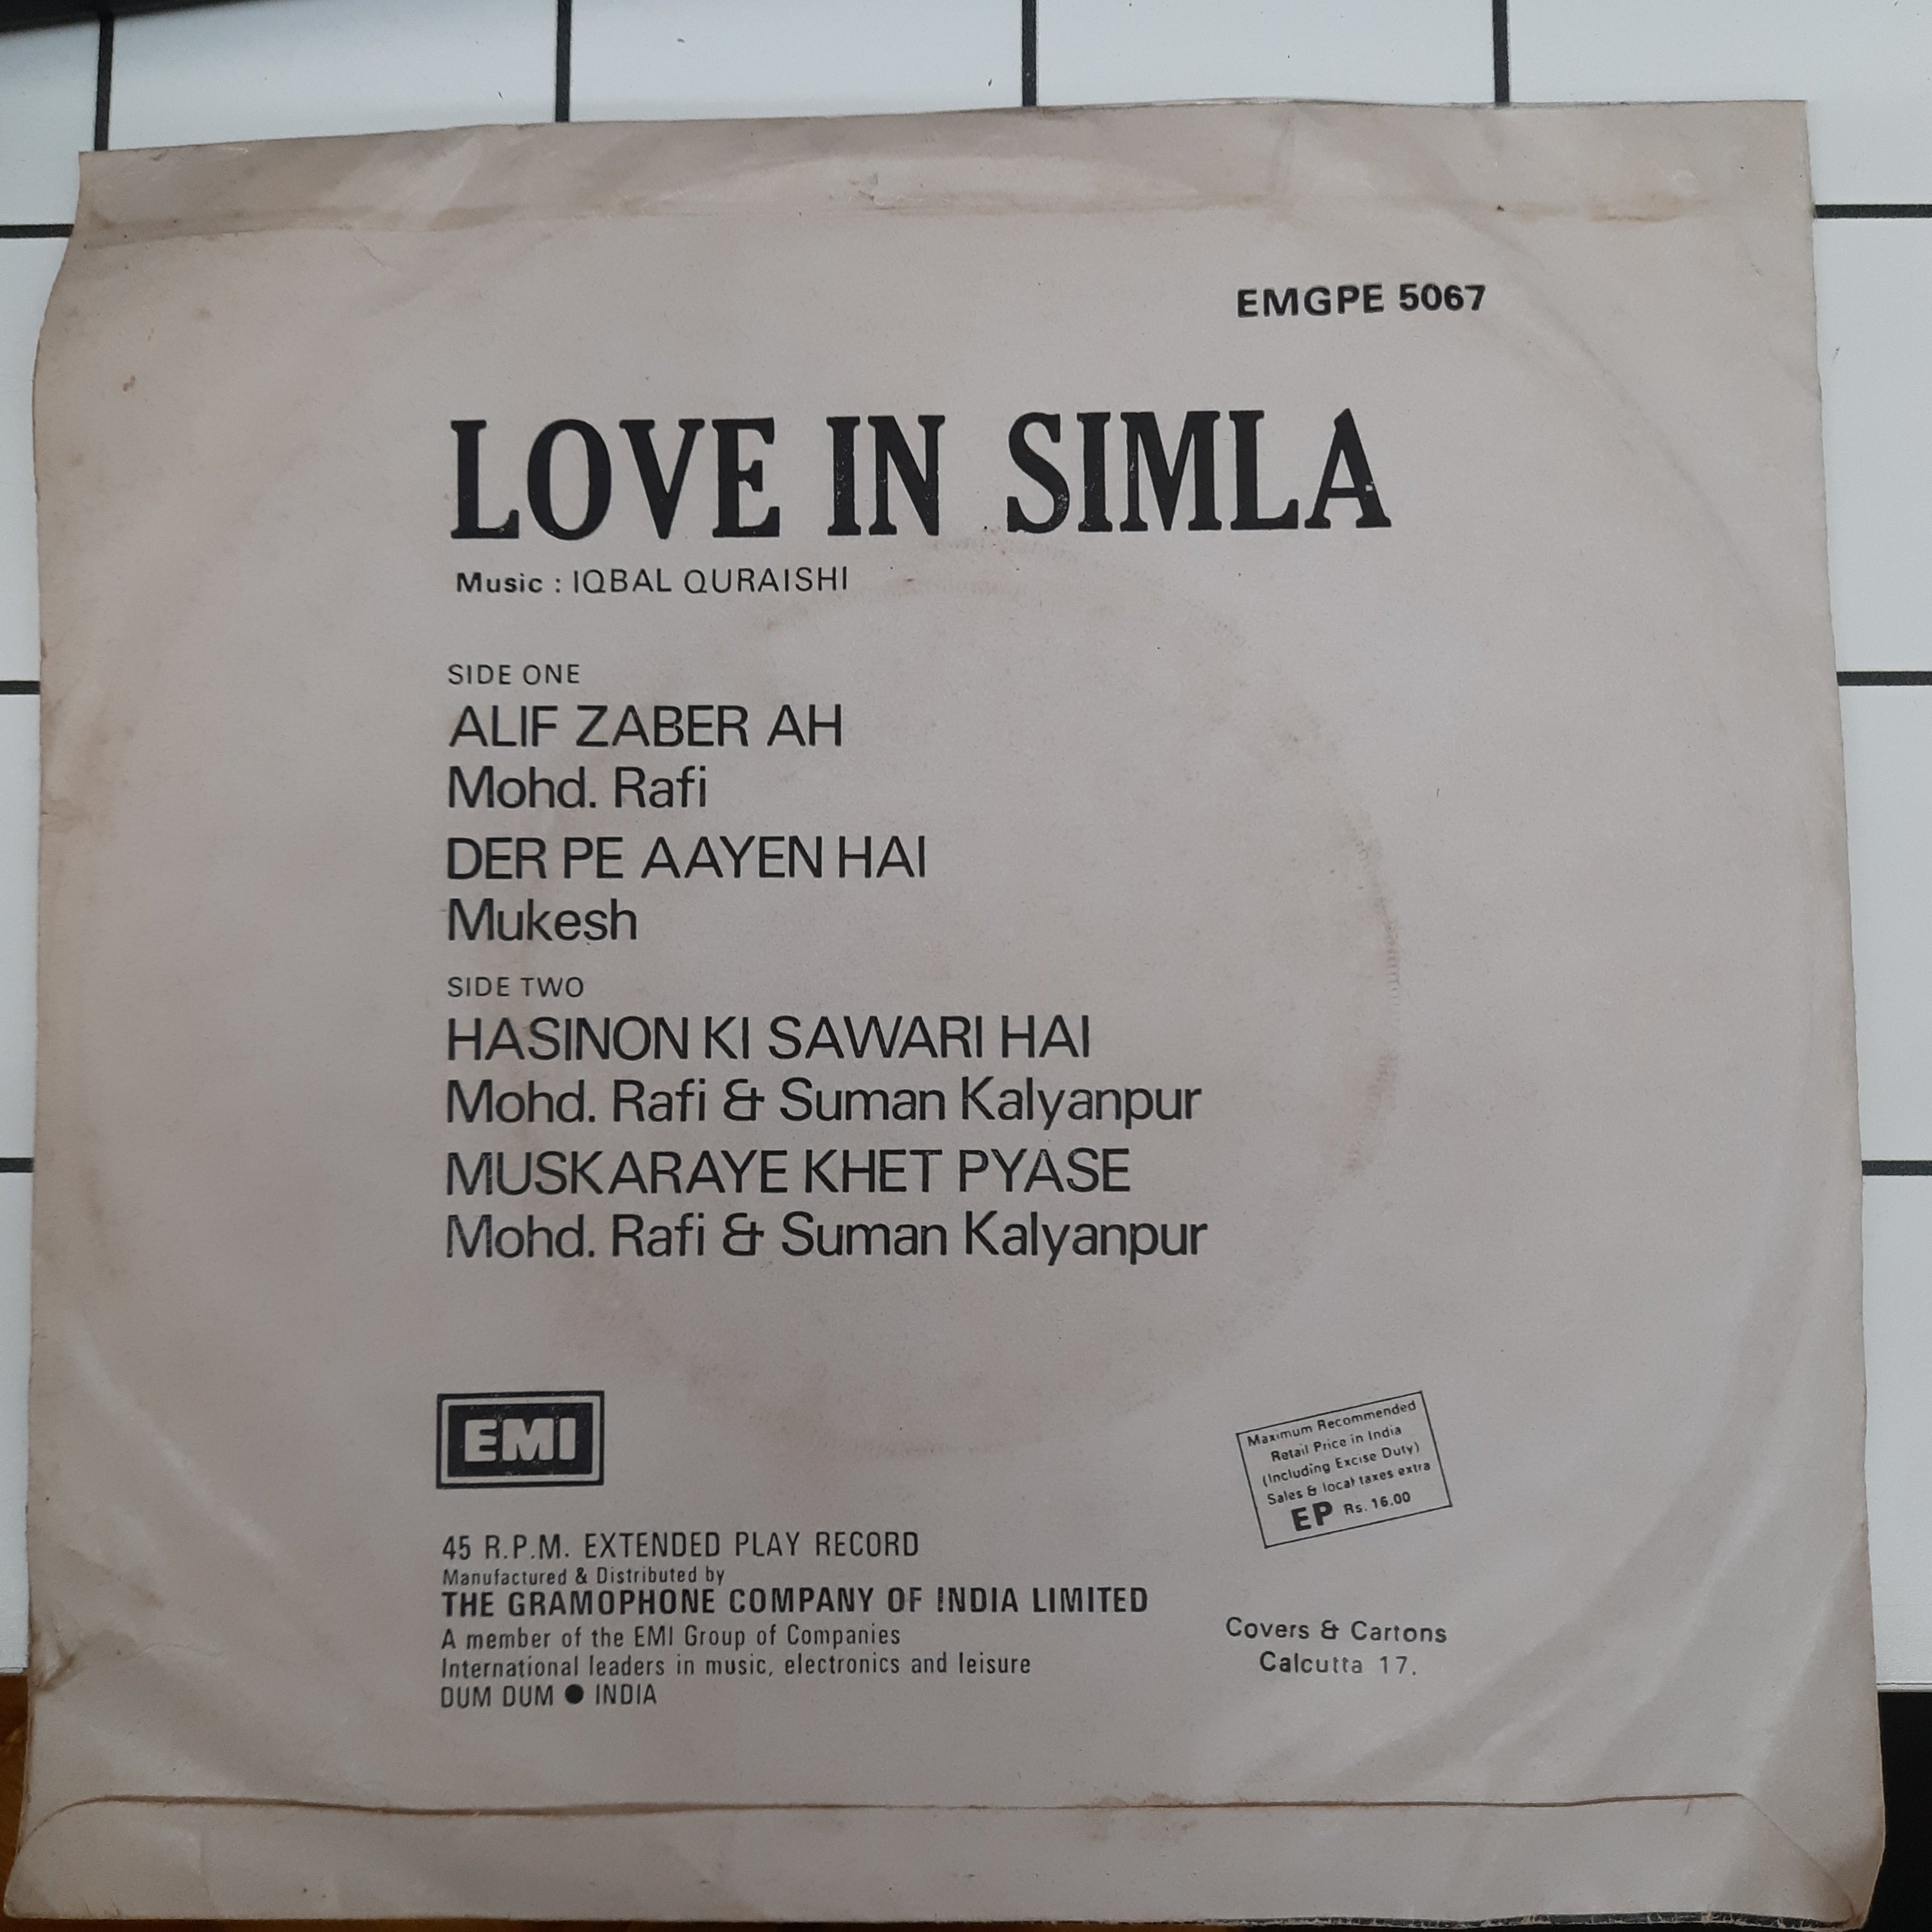 EMGPE 5067
LOVE IN SIMLA
Music : IQBAL QURAISHI
SIDE ONE
ALIF ZABER AH
Mohd. Rafi
DER PE AAYEN HAI
Mukesh
SIDE TWO
HASINON KI SAWARI HAI
Mohd. Rafi & Suman Kalyanpur
MUSKARAYE KHET PYASE
Mohd. Rafi & Suman Kalyanpur
EMI
45 R.P.M. EXTENDED PLAY RECORD
Manufactured & Distributed by
THE GRAMOPHONE COMPANY OF INDIA LIMITED
A member of the EMI Group of Companies
International leaders in music, electronics and leisure
DUM DUM ● INDIA
Maximum Recommended
Retail Price in India
(Including Excise Duty)
Sales & local taxes extra
EP Rs. 16.00
Covers & Cartons
Calcutta 17.